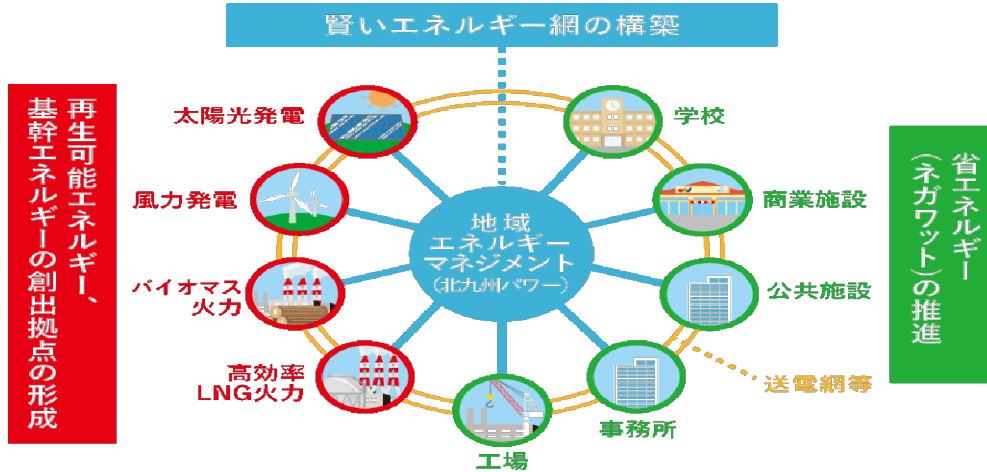 賢いエネルギー網の構築
再生可能エネルギー、
基幹エネルギーの創出拠点の形成
太陽光発電
風力発電
バイオマス
火力
高効率
LNG火力
地域
エネルギー
マネジメント
(北九州パワー)
学校
商業施設
公共施設
事務所
工場
送電網等
省エネルギー
(ネガワット)の推進